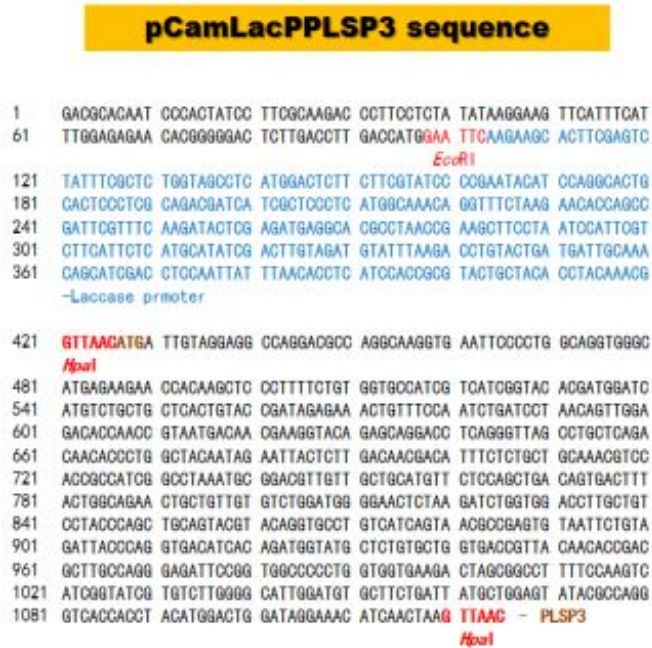 pCamLacPPLSP3 sequence
1 GACGCACAAT CCCACTATCC TTCGCAAGAC CCTTCCTCTA TATAAGGAAG TTCATTTCAT
61 TTGGAGAGAA CACGGGGGAC TCTTGACCTT GACCATGGAA TTCAAGAAGC ACTTCGAGTC
EcoRI
121 TATTTCGCTC TGGTAGCCTC ATGGACTCTT CTTCGTATCC CCGAATACAT CCAGGCACTG
181 CACTCCCTCG CAGACGATCA TCGCTCCCTC ATGGCAAACA GGTTTCTAAG AACACCAGCC
241 GATTCGTTTC AAGATACTCG AGATGAGGCA CGCCTAACCG AAGCTTCCTA ATCCATTCGT
301 CTTCATTCTC ATGCATATCG ACTTGTAGAT GTATTTAAGA CCTGTACTGA TGATTGCAAA
361 CAGCATCGAC CTCCAATTAT TTAACACCTC ATCCACCGCG TACTGCTACA CCTACAAACG
-Laccase prmoter
421 GTTAACATGA TTGTAGGAGG CCAGGACGCC AGGCAAGGTG AATTCCCCTG GCAGGTGGGC
HpaI
481 ATGAGAAGAA CCACAAGCTC CCTTTTCTGT GGTGCCATCG TCATCGGTAC ACGATGGATC
541 ATGTCTGCTG CTCACTGTAC CGATAGAGAA ACTGTTTCCA ATCTGATCCT AACAGTTGGA
601 GACACCAACC GTAATGACAA CGAAGGTACA GAGCAGGACC TCAGGGTTAG CCTGCTCAGA
661 CAACACCCTG GCTACAATAG AATTACTCTT GACAACGACA TTTCTCTGCT GCAAACGTCC
721 ACCGCCATCG GCCTAAATGC GGACGTTGTT GCTGCATGTT CTCCAGCTGA CAGTGACTTT
781 ACTGGCAGAA CTGCTGTTGT GTCTGGATGG GGAACTCTAA GATCTGGTGG ACCTTGCTGT
841 CCTACCCAGC TGCAGTACGT ACAGGTGCCT GTCATCAGTA ACGCCGAGTG TAATTCTGTA
901 GATTACCCAG GTGACATCAC AGATGGTATG CTCTGTGCTG GTGACCGTTA CAACACCGAC
961 GCTTGCCAGG GAGATTCCGG TGGCCCCCTG GTGGTGAAGA CTAGCGGCCT TTTCCAAGTC
1021 ATCGGTATCG TGTCTTGGGG CATTGGATGT GCTTCTGATT ATGCTGGAGT ATACGCCAGG
1081 GTCACCACCT ACATGGACTG GATAGGAAAC ATCAACTAAG TTAAC - PLSP3
HpaI